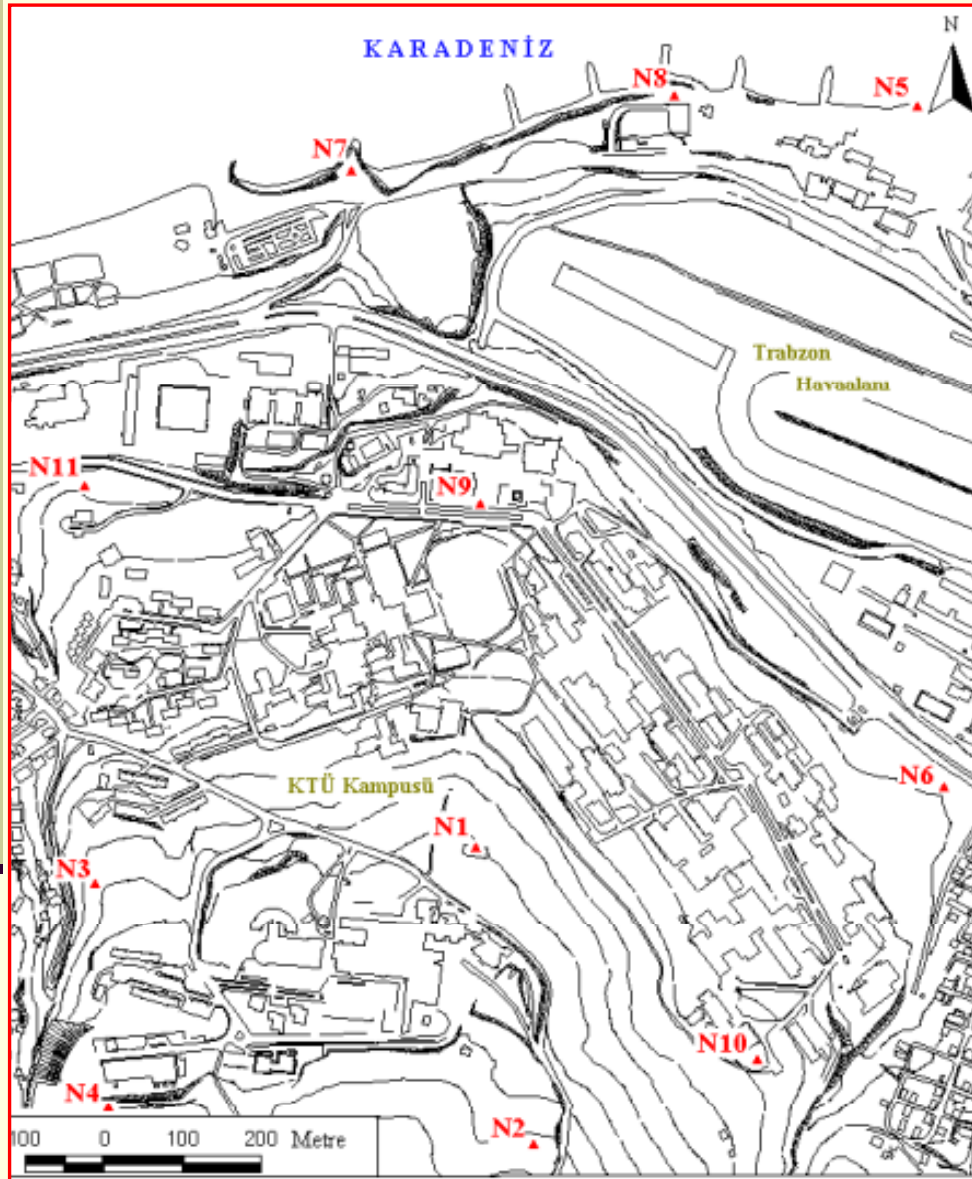 N
KARADENİZ
N8
N5
N7
Trabzon
Havaalanı
N11
N9
KTÜ Kampusü
N6
N1
N3
N10
N4
N2
100 0 100 200 Metre